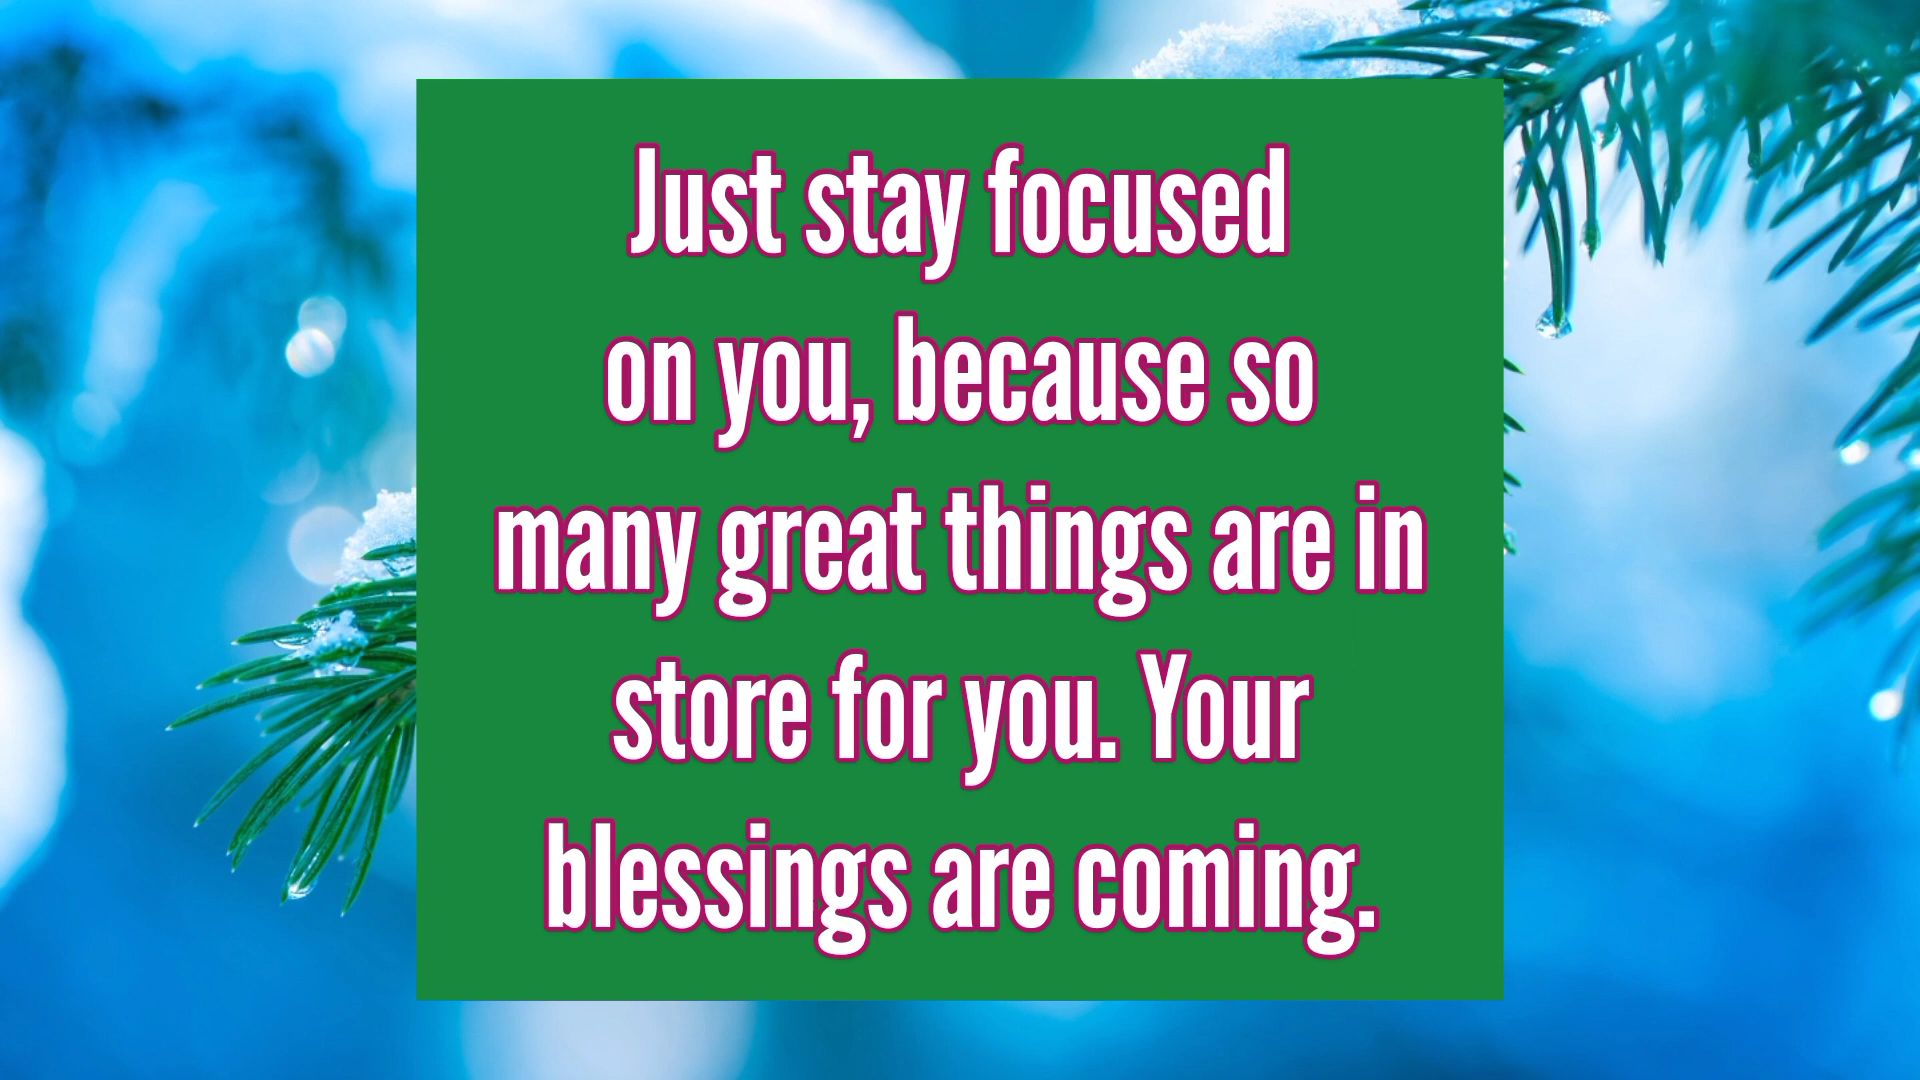 Just stay focused
on you, because so
many great things are in
store for you. Your
blessings are coming.